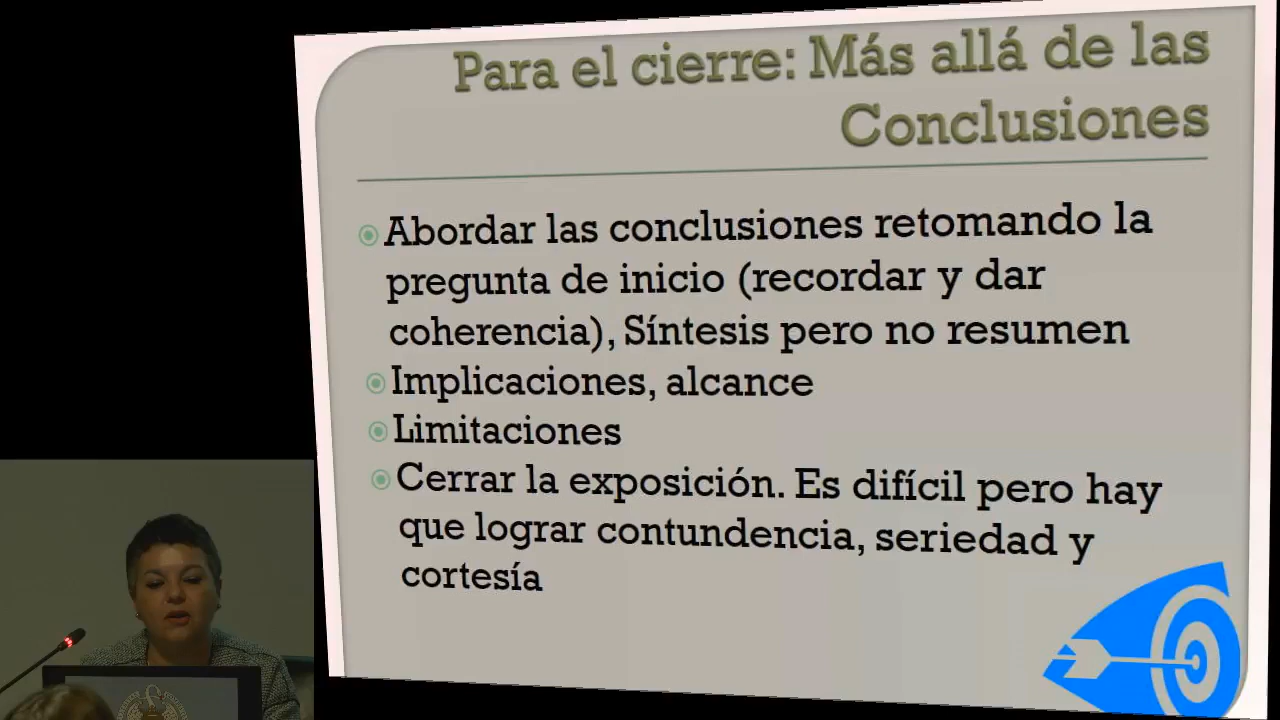 Para el cierre: Más allá de las
Conclusiones
Abordar las conclusiones retomando la
pregunta de inicio (recordar y dar
coherencia), Síntesis pero no resumen
Implicaciones, alcance
Limitaciones
Cerrar la exposición. Es difícil pero hay
que lograr contundencia, seriedad y
cortesía